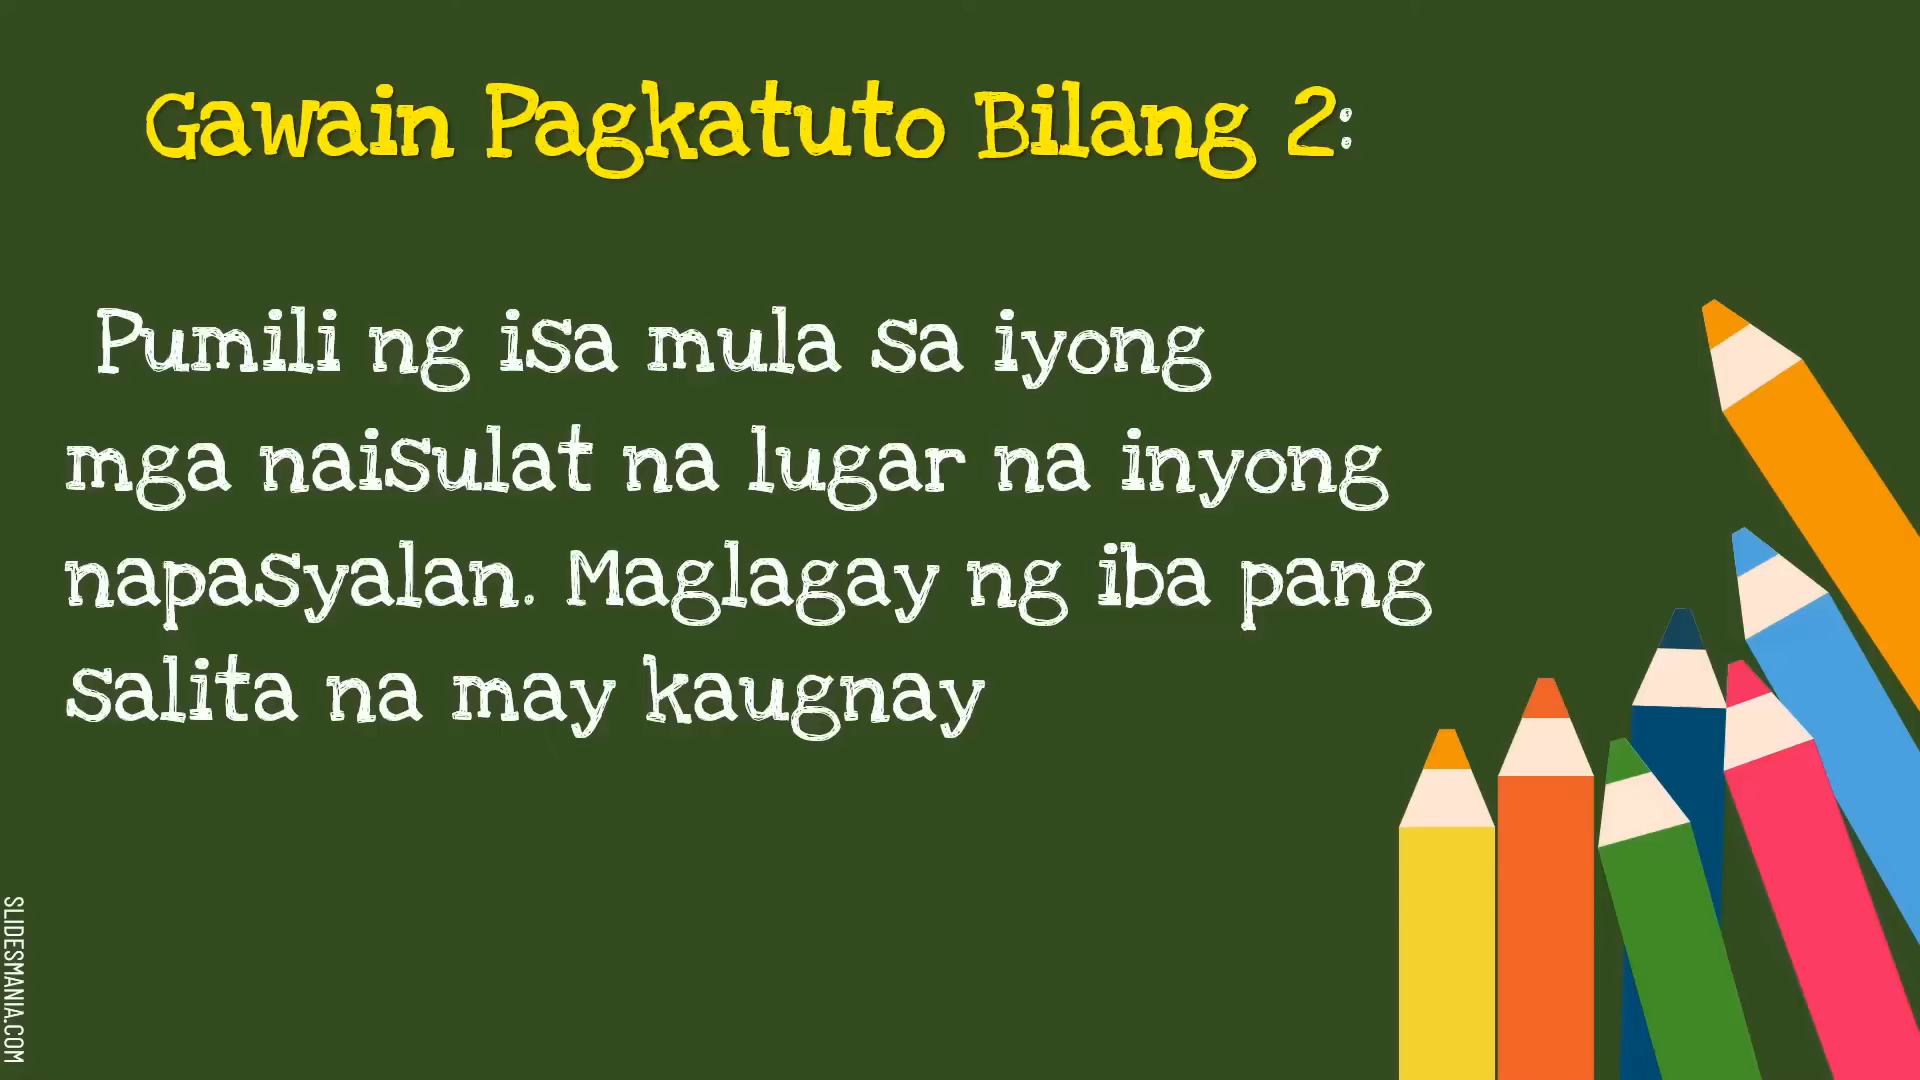 Gawain Pagkatuto Bilang 2:
Pumili ng isa mula sa iyong
mga naisulat na lugar na inyong
napasyalan. Maglagay ng iba pang
salita na may kaugnay
SLIDESMANIA.COM